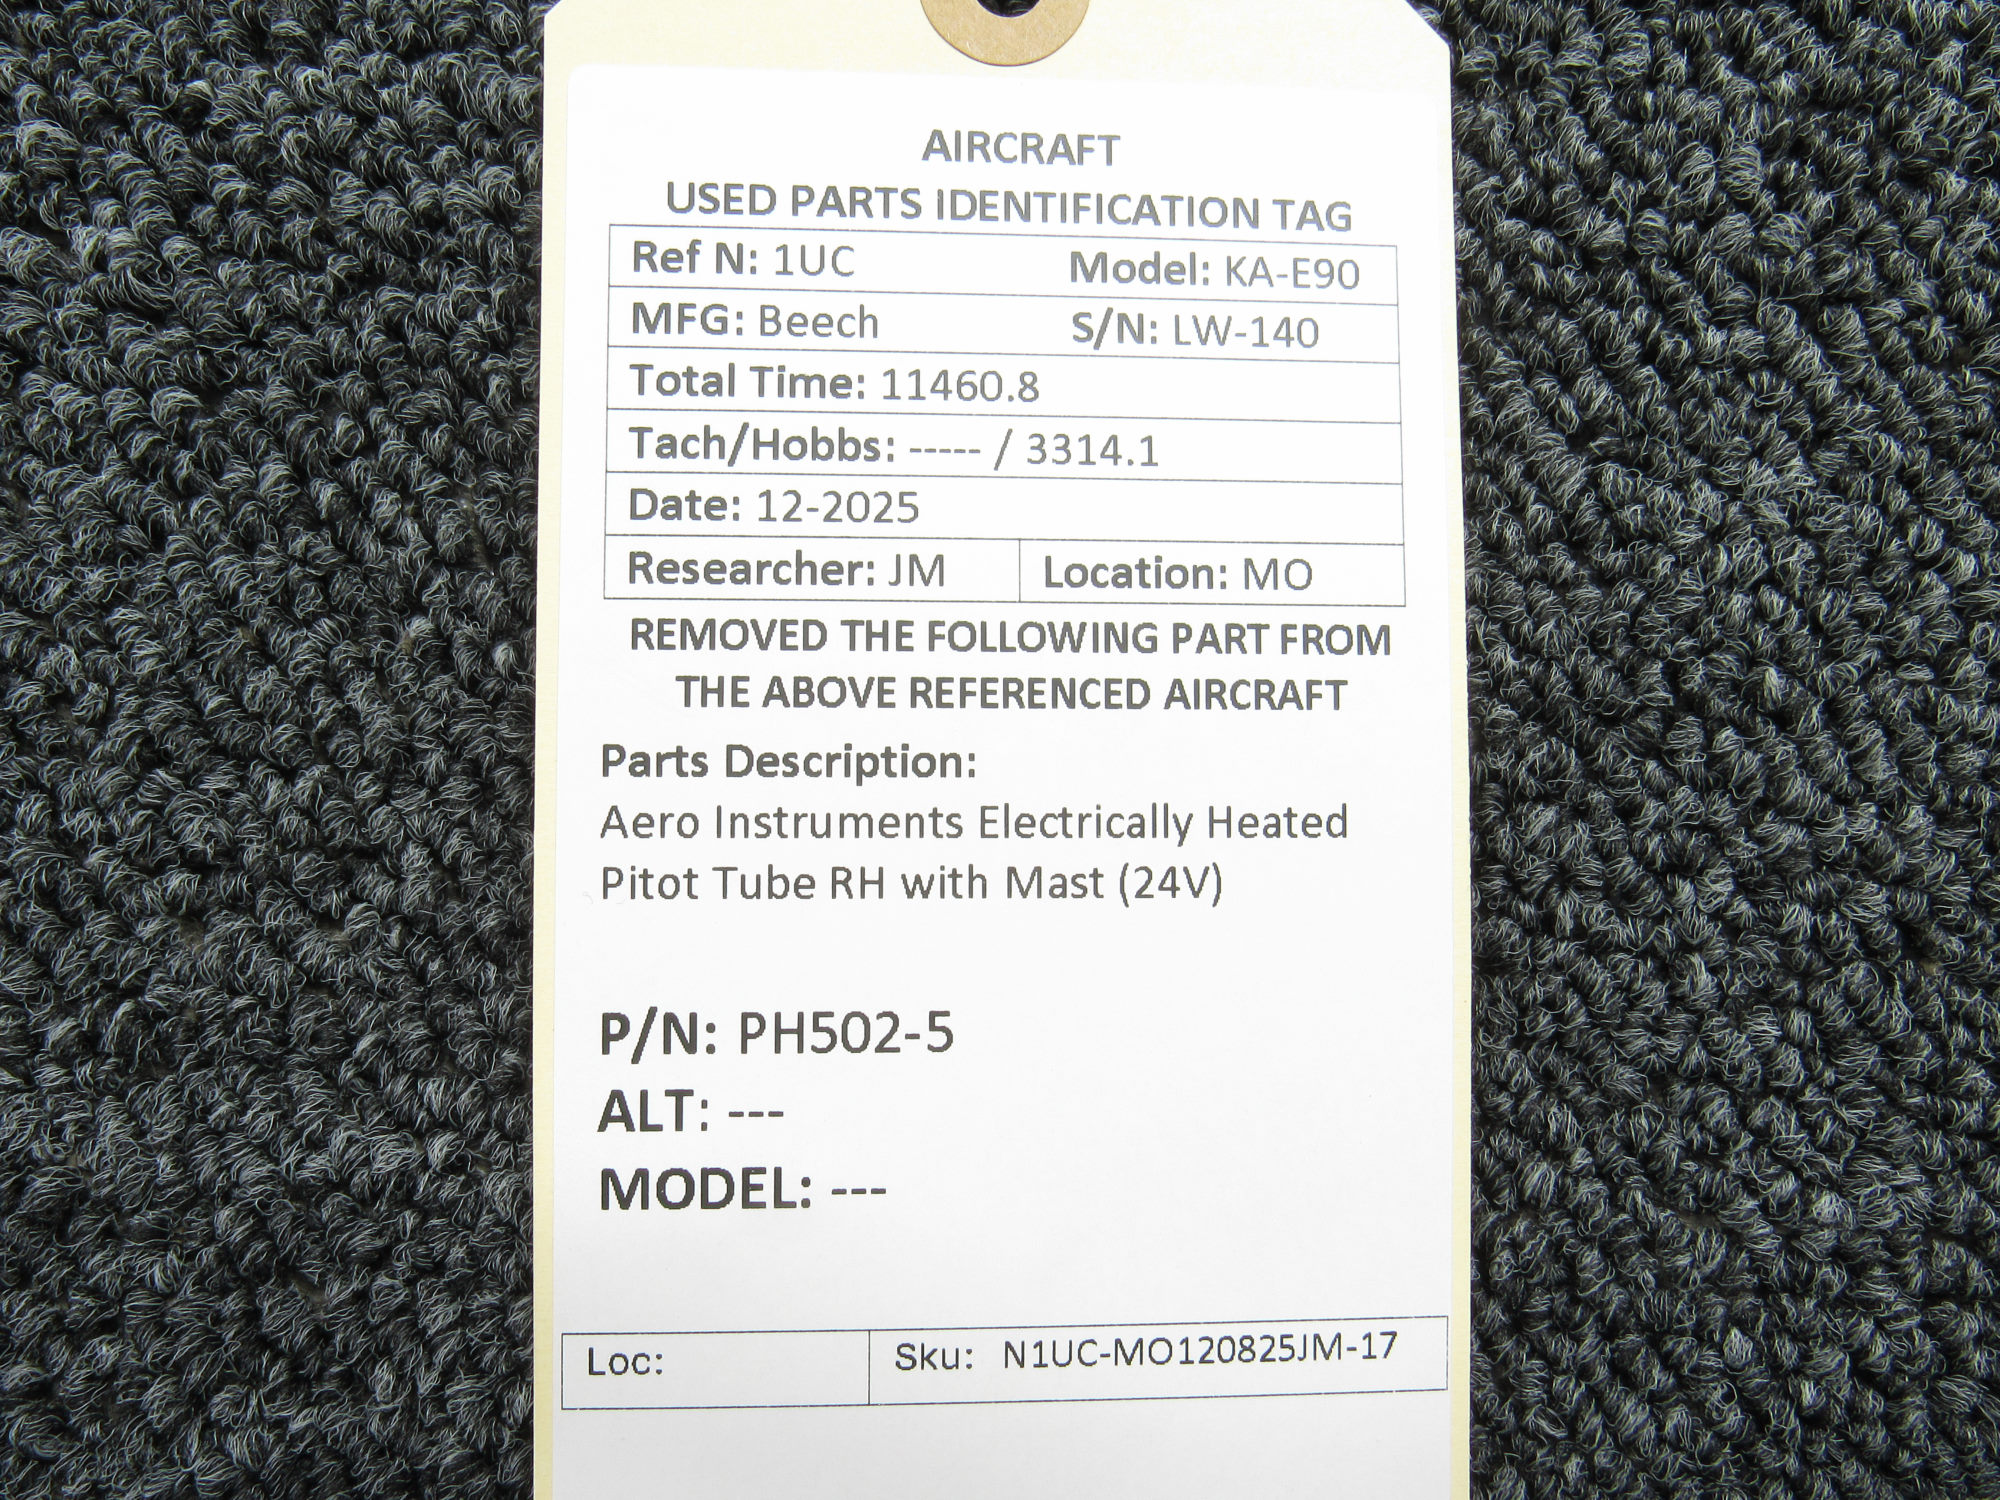 AIRCRAFT
USED PARTS IDENTIFICATION TAG
Ref N: 1UC Model: KA-E90
MFG: Beech S/N: LW-140
Total Time: 11460.8
Tach/Hobbs: ----- / 3314.1
Date: 12-2025
Researcher: JM Location: MO
REMOVED THE FOLLOWING PART FROM
THE ABOVE REFERENCED AIRCRAFT
Parts Description:
Aero Instruments Electrically Heated
Pitot Tube RH with Mast (24V)
P/N: PH502-5
ALT: ---
MODEL: ---
Loc: Sku: N1UC-MO120825JM-17